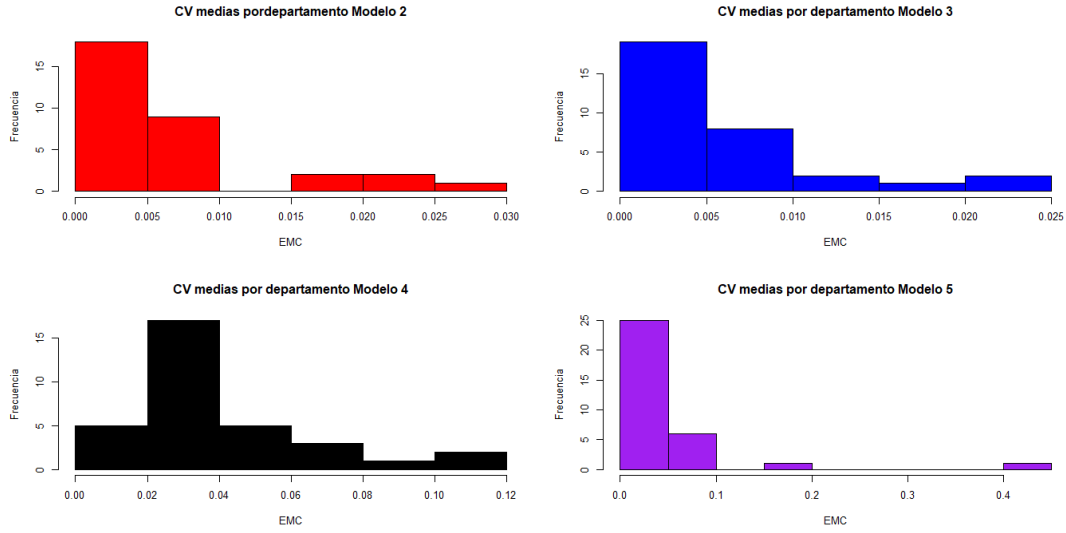 CV medias pordepartamento Modelo 2
15
10
5
0
Frecuencia
0.000 0.005 0.010 0.015 0.020 0.025 0.030
EMC
CV medias por departamento Modelo 3
15
10
5
0
Frecuencia
0.000 0.005 0.010 0.015 0.020 0.025
EMC
CV medias por departamento Modelo 4
15
10
5
0
Frecuencia
0.00 0.02 0.04 0.06 0.08 0.10 0.12
EMC
CV medias por departamento Modelo 5
25
20
15
10
5
0
Frecuencia
0.0 0.1 0.2 0.3 0.4
EMC